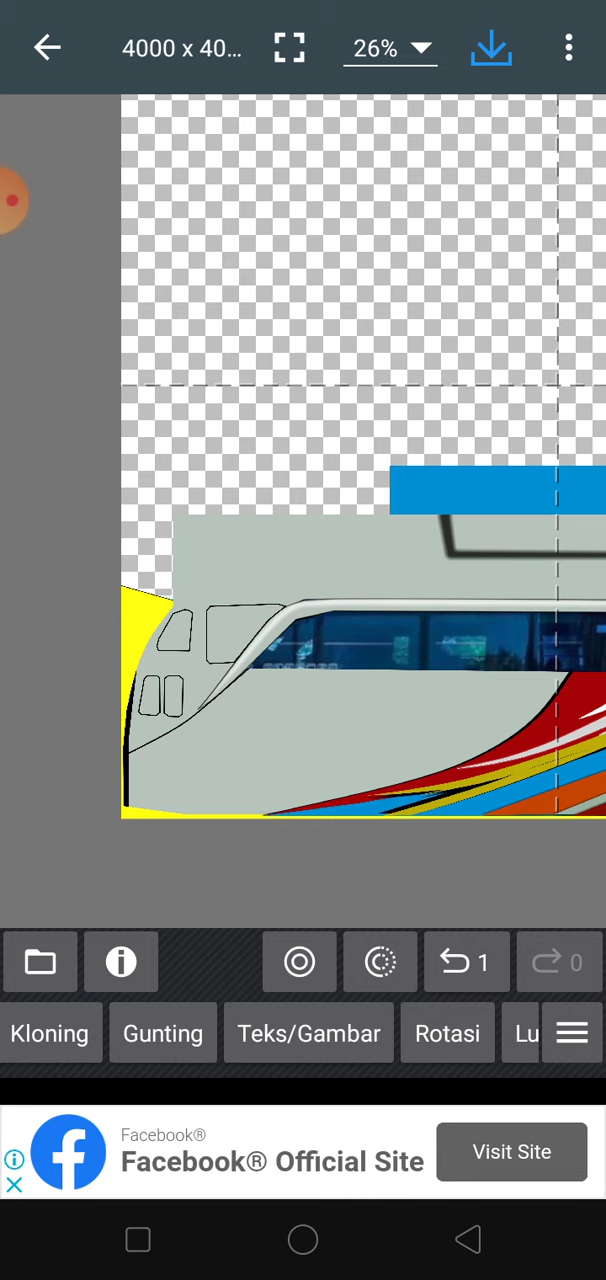 4000 x 40...
26%
1
0
Kloning
Gunting
Teks/Gambar
Rotasi
Lu
Facebook®
Facebook® Official Site
Visit Site